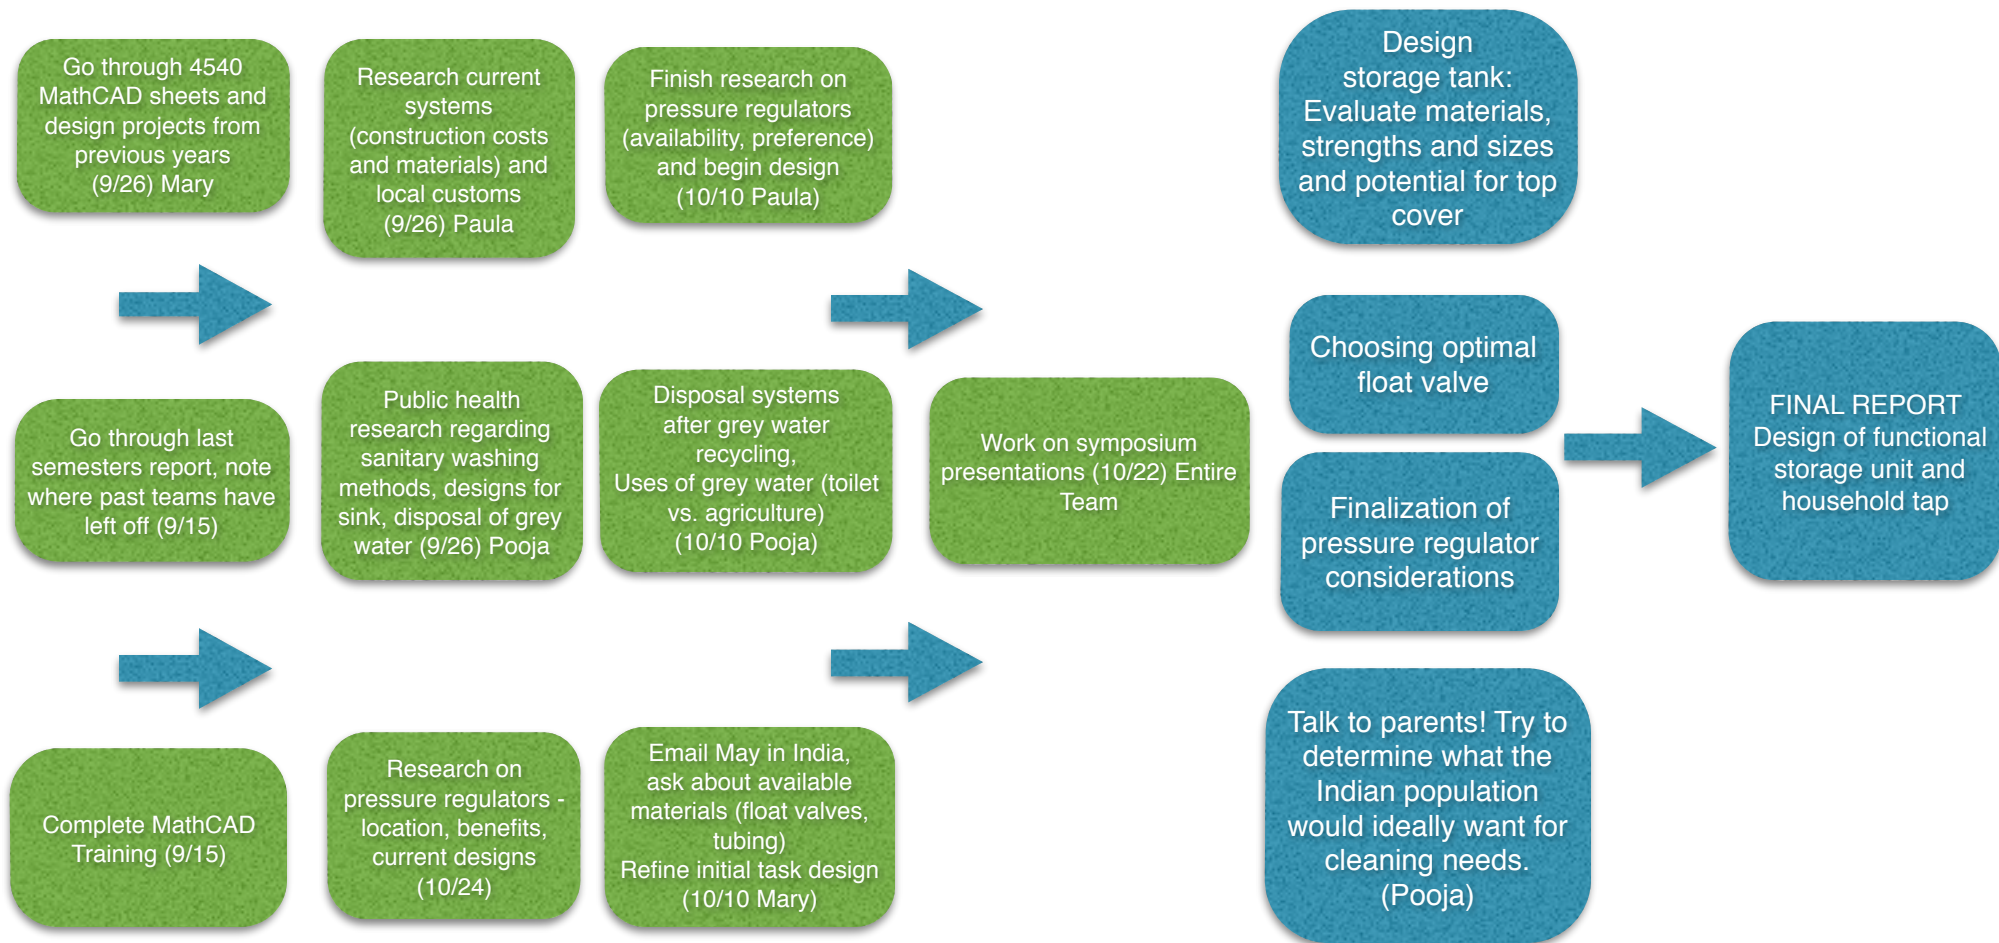 Go through 4540
MathCAD sheets and
design projects from
previous years
(9/26) Mary
Go through last
semesters report, note
where past teams have
left off (9/15)
Complete MathCAD
Training (9/15)
Research current
systems
(construction costs
and materials) and
local customs
(9/26) Paula
Public health
research regarding
sanitary washing
methods, designs for
sink, disposal of grey
water (9/26) Pooja
Research on
pressure regulators -
location, benefits,
current designs
(10/24)
Finish research on
pressure regulators
(availability, preference)
and begin design
(10/10 Paula)
Disposal systems
after grey water
recycling,
Uses of grey water (toilet
vs. agriculture)
(10/10 Pooja)
Email May in India,
ask about available
materials (float valves,
tubing)
Refine initial task design
(10/10 Mary)
Work on symposium
presentations (10/22) Entire
Team
Design
storage tank:
Evaluate materials,
strengths and sizes
and potential for top
cover
Choosing optimal
float valve
Finalization of
pressure regulator
considerations
Talk to parents! Try to
determine what the
Indian population
would ideally want for
cleaning needs.
(Pooja)
FINAL REPORT
Design of functional
storage unit and
household tap